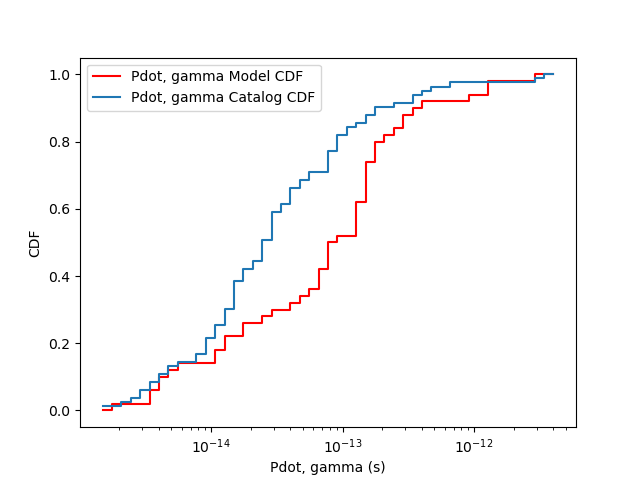 Pdot, gamma Model CDF
Pdot, gamma Catalog CDF
CDF
1.0
0.8
0.6
0.4
0.2
0.0
10⁻¹⁴ 10⁻¹³ 10⁻¹²
Pdot, gamma (s)